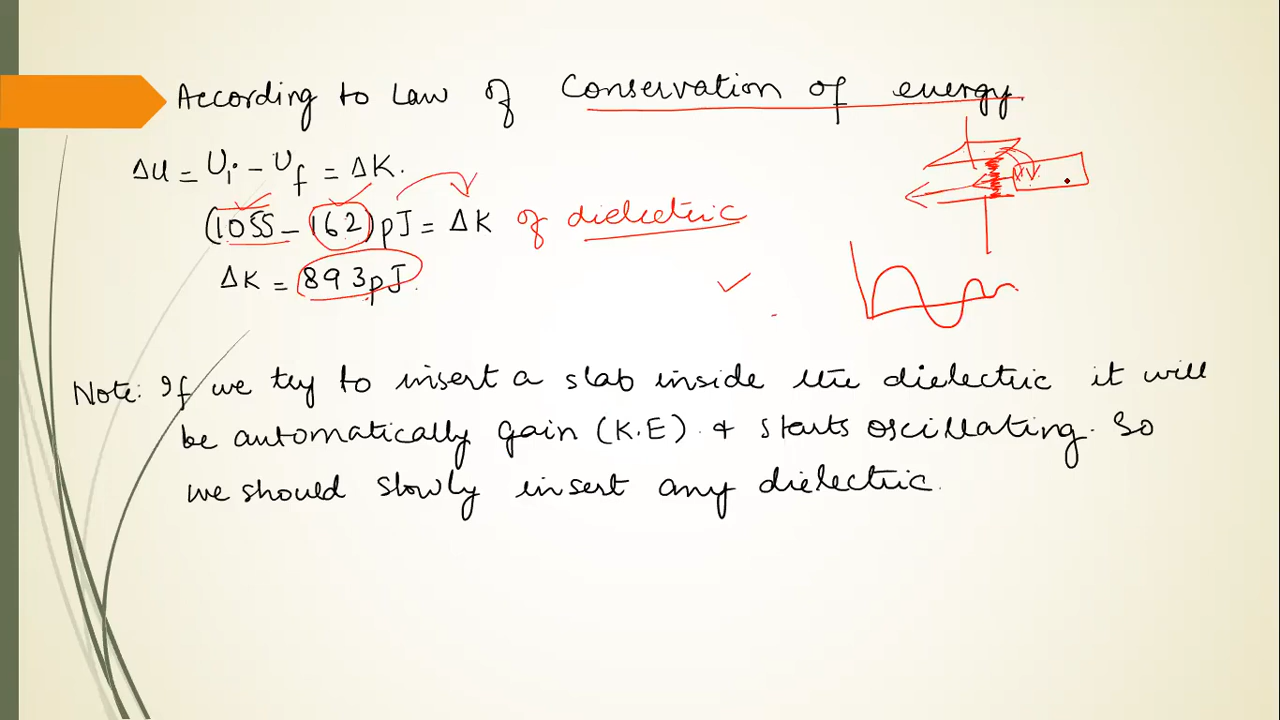 According to Law of Conservation of energy
ΔU = Ui - Uf = ΔK.
(1055 - 162) pJ = ΔK of dielectric
ΔK = 893 pJ.
Note: If we try to insert a slab inside the dielectric it will
be automatically gain (K.E) & starts oscillating. So
we should slowly insert any dielectric.